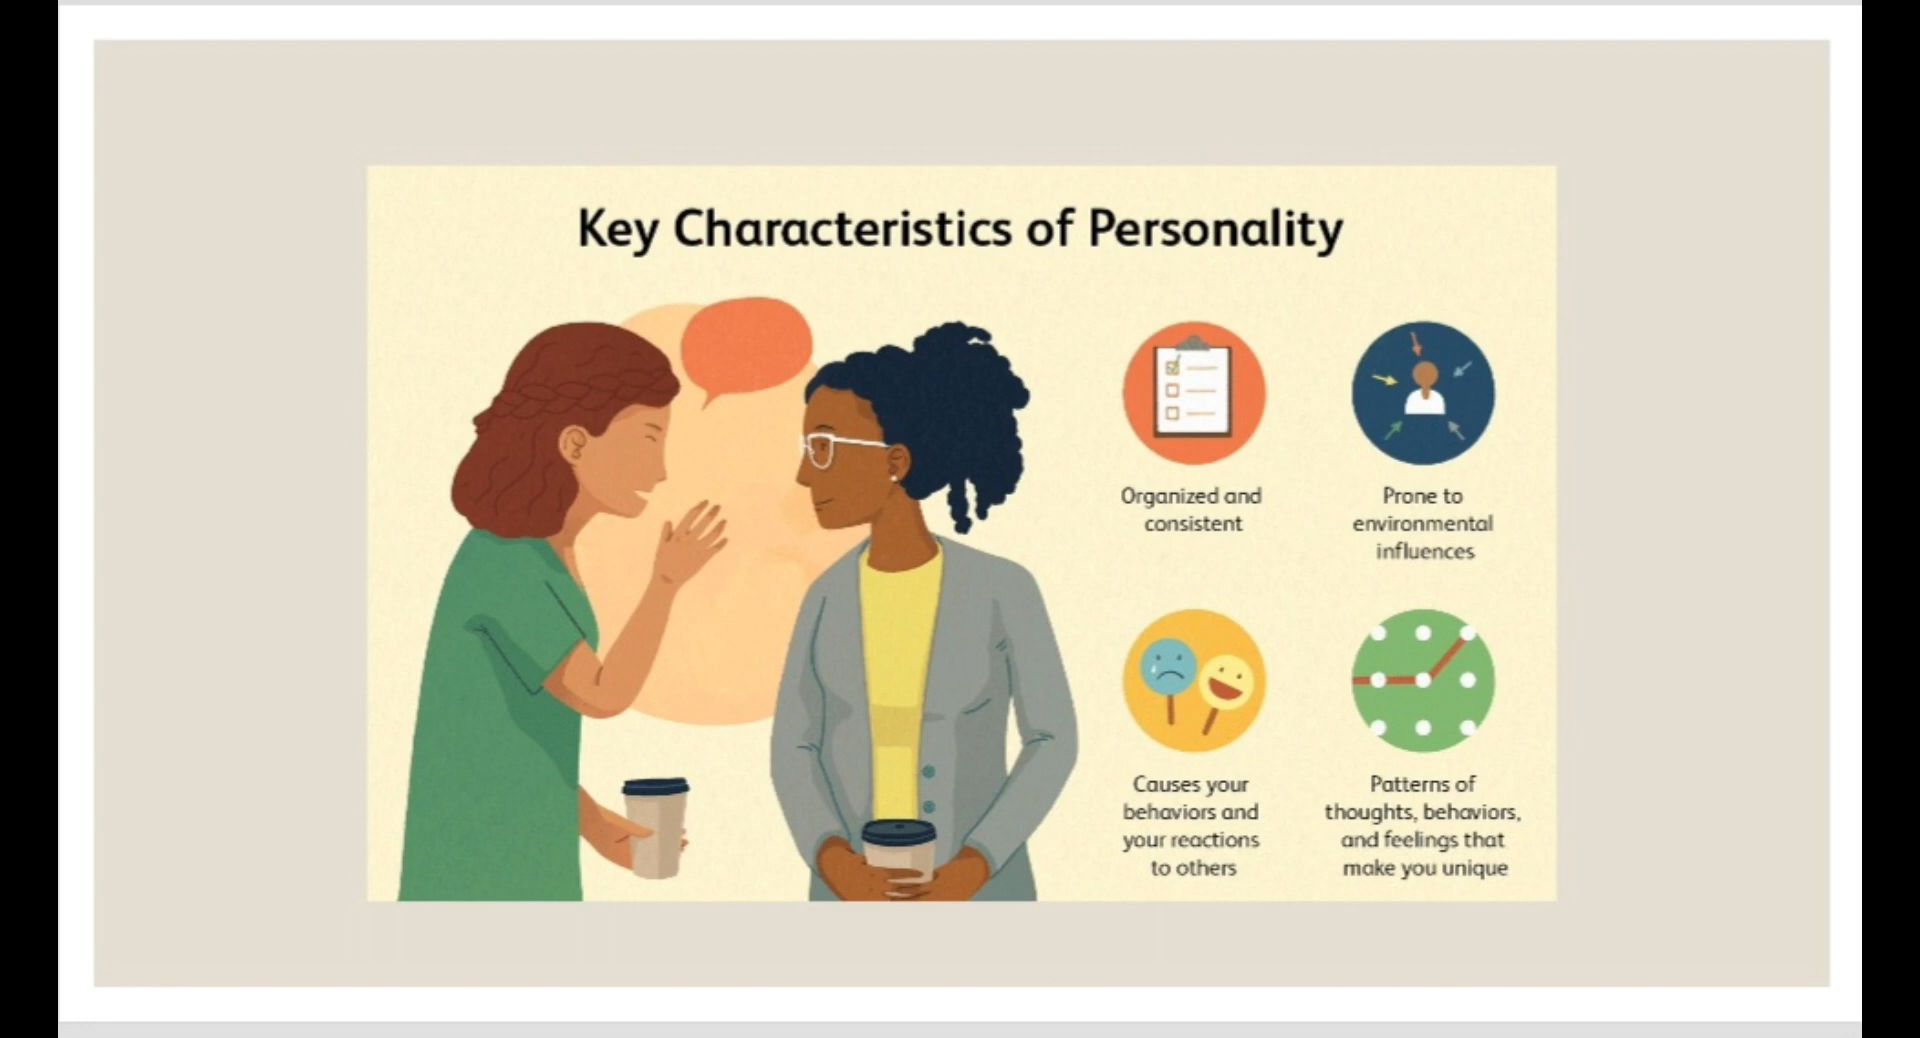 Key Characteristics of Personality
Organized and
consistent
Prone to
environmental
influences
Causes your
behaviors and
your reactions
to others
Patterns of
thoughts, behaviors,
and feelings that
make you unique